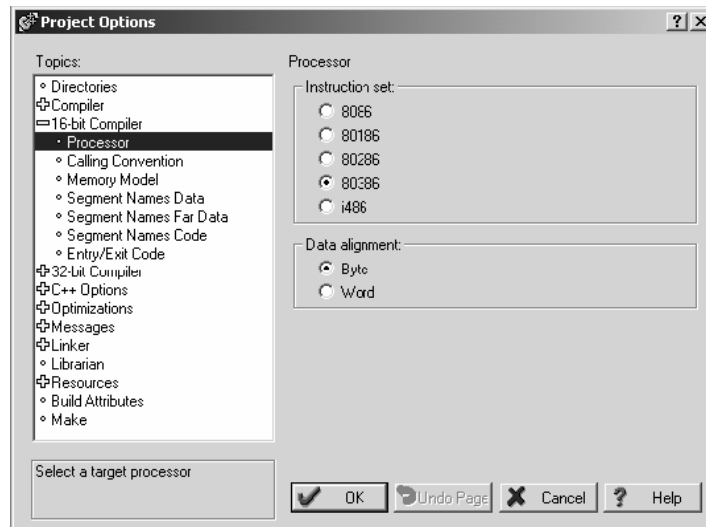 Project Options
Topics:
Directories
Compiler
16-bit Compiler
Processor
Calling Convention
Memory Model
Segment Names Data
Segment Names Far Data
Segment Names Code
Entry/Exit Code
32-bit Compiler
C++ Options
Optimizations
Messages
Linker
Librarian
Resources
Build Attributes
Make
Select a target processor
Processor
Instruction set:
8086
80186
80286
80386
i486
Data alignment:
Byte
Word
OK
Undo Page
Cancel
Help